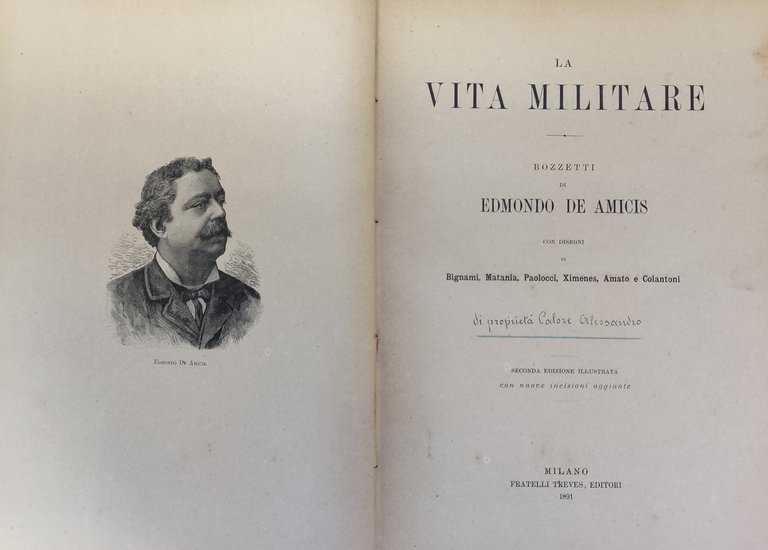 EDMONDO DE AMICIS.
LA
VITA MILITARE
BOZZETTI
DI
EDMONDO DE AMICIS
CON DISEGNI
DI
Bignami, Matania, Paolocci, Ximenes, Amato e Colantoni
di proprietà Calore Alessandro
SECONDA EDIZIONE ILLUSTRATA
con nuove incisioni aggiunte
MILANO
FRATELLI TREVES, EDITORI
1891